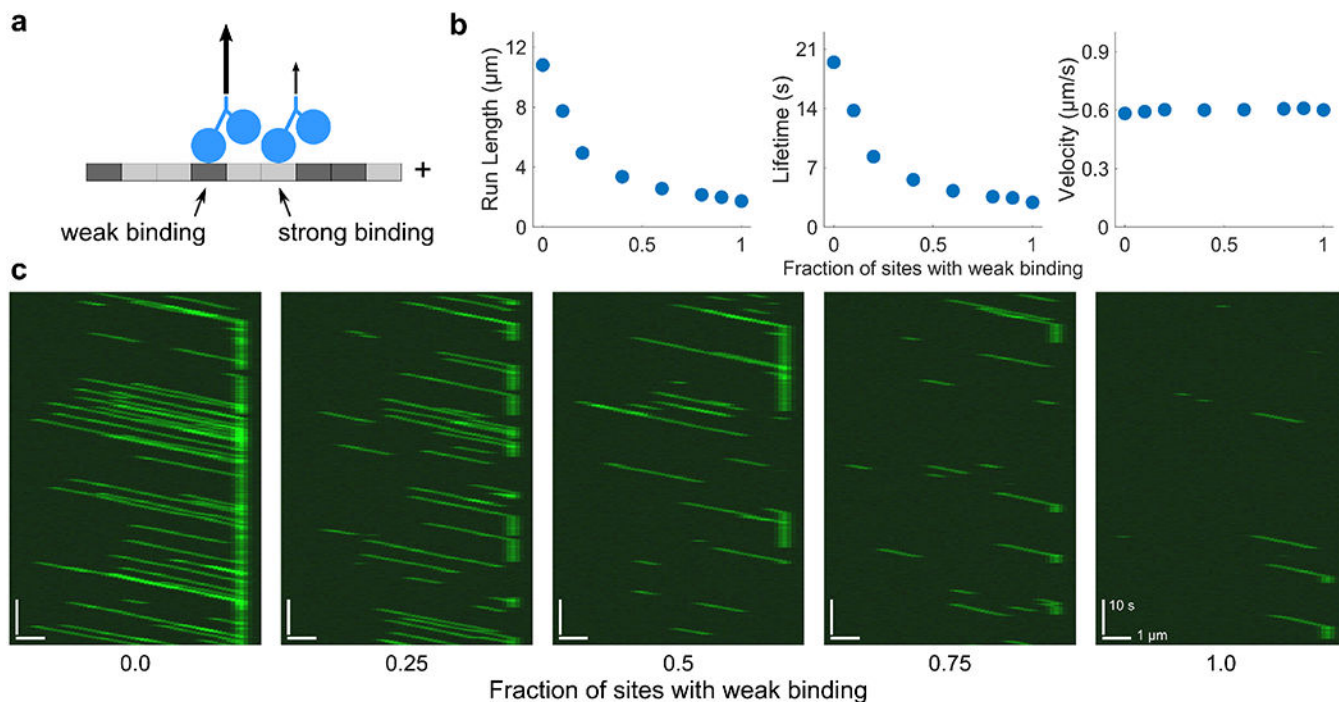 a
weak binding
strong binding
+
b
Run Length (µm)
12
8
4
0
0
0.5
1
Lifetime (s)
21
14
7
0
0
0.5
1
Velocity (µm/s)
0.9
0.6
0.3
0
0
0.5
1
Fraction of sites with weak binding
c
10 s
1 µm
0.0
0.25
0.5
0.75
1.0
Fraction of sites with weak binding